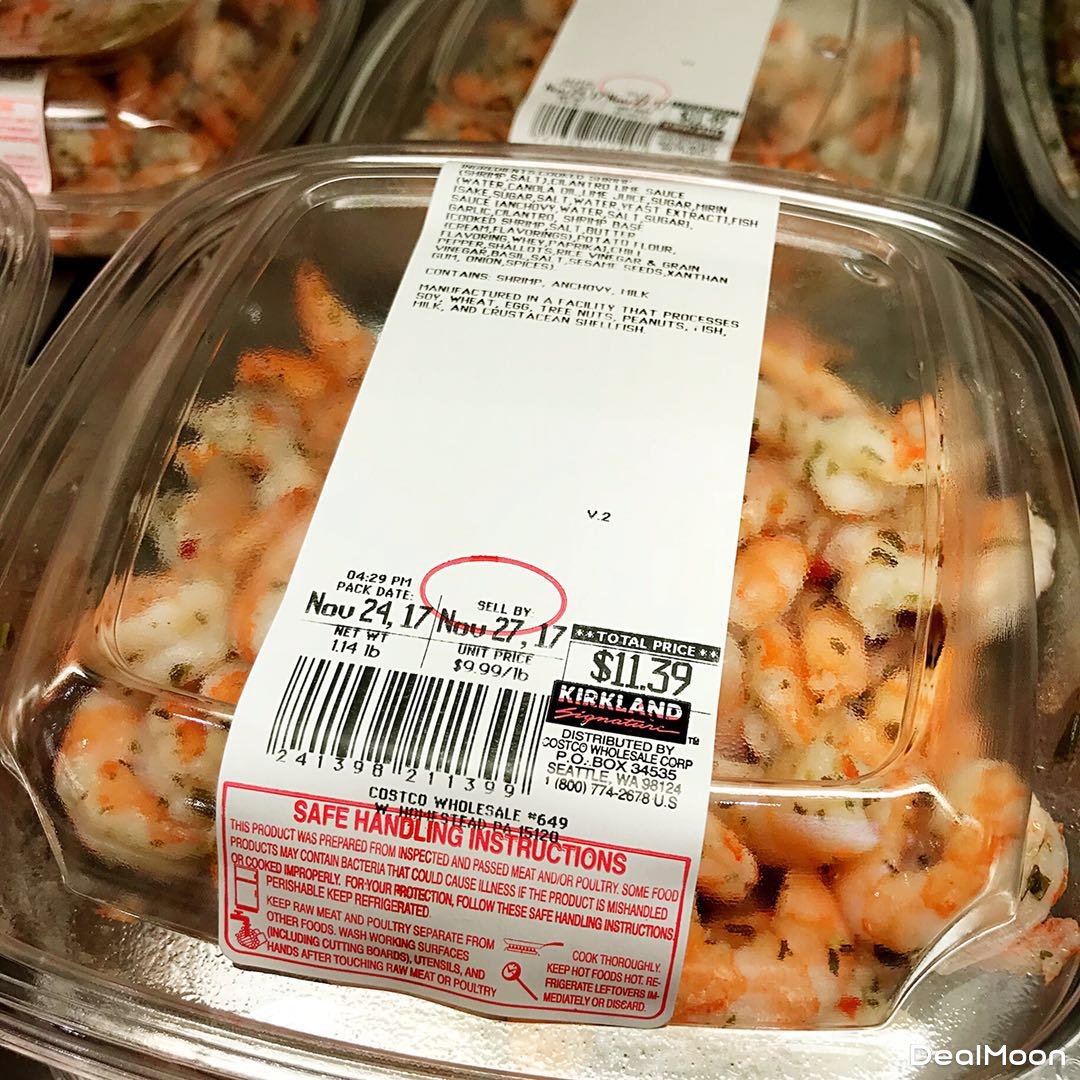 INGREDIENTS: COOKED SHRIMP
(SHRIMP,SALT),CILANTRO LIME SAUCE
(WATER,CANOLA OIL,LIME JUICE,SUGAR,MIRIN
(SAKE,SUGAR,SALT,WATER,YEAST EXTRACT),FISH
SAUCE (ANCHOVY,WATER,SALT,SUGAR),
GARLIC,CILANTRO, SHRIMP BASE
(COOKED SHRIMP,SALT,BUTTER
(CREAM,FLAVORINGS),POTATO FLOUR,
FLAVORING,WHEY,PAPRIKA),CHILI
PEPPER,SHALLOTS,RICE VINEGAR & GRAIN
VINEGAR,BASIL,SALT,SESAME SEEDS,XANTHAN
GUM, ONION,SPICES)
CONTAINS: SHRIMP, ANCHOVY, MILK
MANUFACTURED IN A FACILITY THAT PROCESSES
SOY, WHEAT, EGG, TREE NUTS, PEANUTS, FISH,
MILK, AND CRUSTACEAN SHELLFISH.
V.2
04:29 PM
PACK DATE: SELL BY:
Nov 24, 17 Nov 27, 17
NET WT UNIT PRICE
1.14 lb $9.99/lb
**TOTAL PRICE**
$11.39
KIRKLAND
Signature ™
DISTRIBUTED BY
COSTCO WHOLESALE CORP
P.O. BOX 34535
SEATTLE, WA 98124
1 (800) 774-2678 U.S
2 41398 21139 9
COSTCO WHOLESALE #649
W HOMESTEAD PA 15120
SAFE HANDLING INSTRUCTIONS
THIS PRODUCT WAS PREPARED FROM INSPECTED AND PASSED MEAT AND/OR POULTRY. SOME FOOD
PRODUCTS MAY CONTAIN BACTERIA THAT COULD CAUSE ILLNESS IF THE PRODUCT IS MISHANDLED
OR COOKED IMPROPERLY. FOR YOUR PROTECTION, FOLLOW THESE SAFE HANDLING INSTRUCTIONS
PERISHABLE KEEP REFRIGERATED.
KEEP RAW MEAT AND POULTRY SEPARATE FROM
OTHER FOODS. WASH WORKING SURFACES
(INCLUDING CUTTING BOARDS), UTENSILS, AND
HANDS AFTER TOUCHING RAW MEAT OR POULTRY
COOK THOROUGHLY.
KEEP HOT FOODS HOT. RE-
FRIGERATE LEFTOVERS IM-
MEDIATELY OR DISCARD.
DealMoon